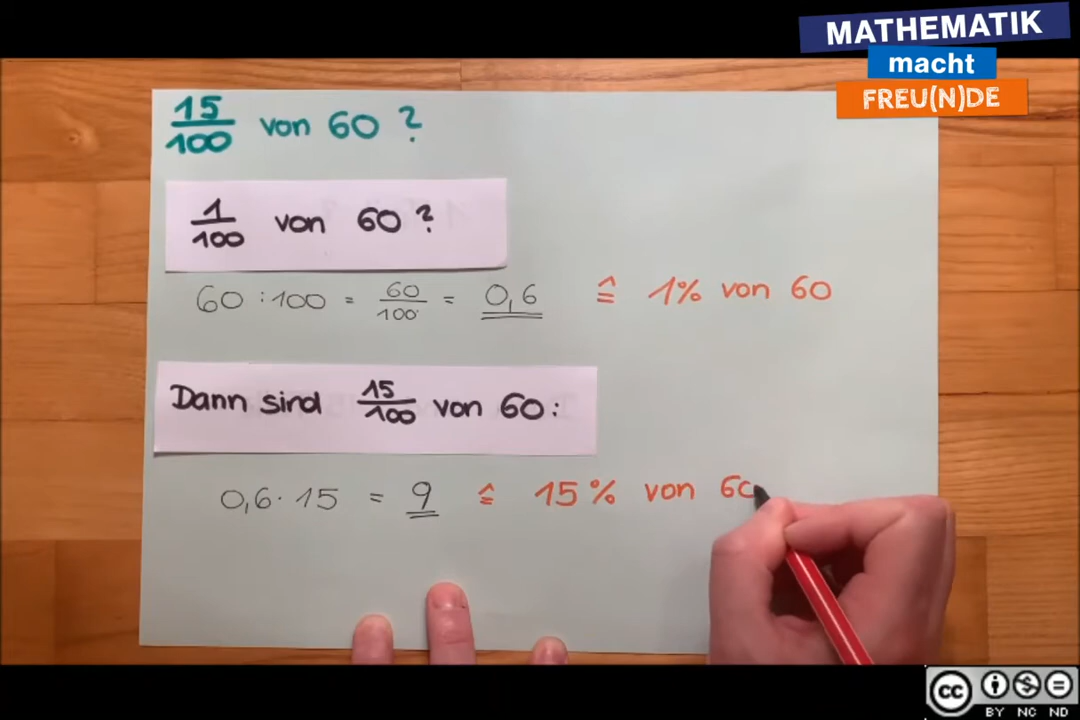 MATHEMATIK
macht
FREU(N)DE
15/100 von 60 ?
1/100 von 60 ?
60 : 100 = 60/100 = 0,6 ≙ 1% von 60
Dann sind 15/100 von 60 :
0,6 · 15 = 9 ≙ 15% von 60
cc
BY NC ND